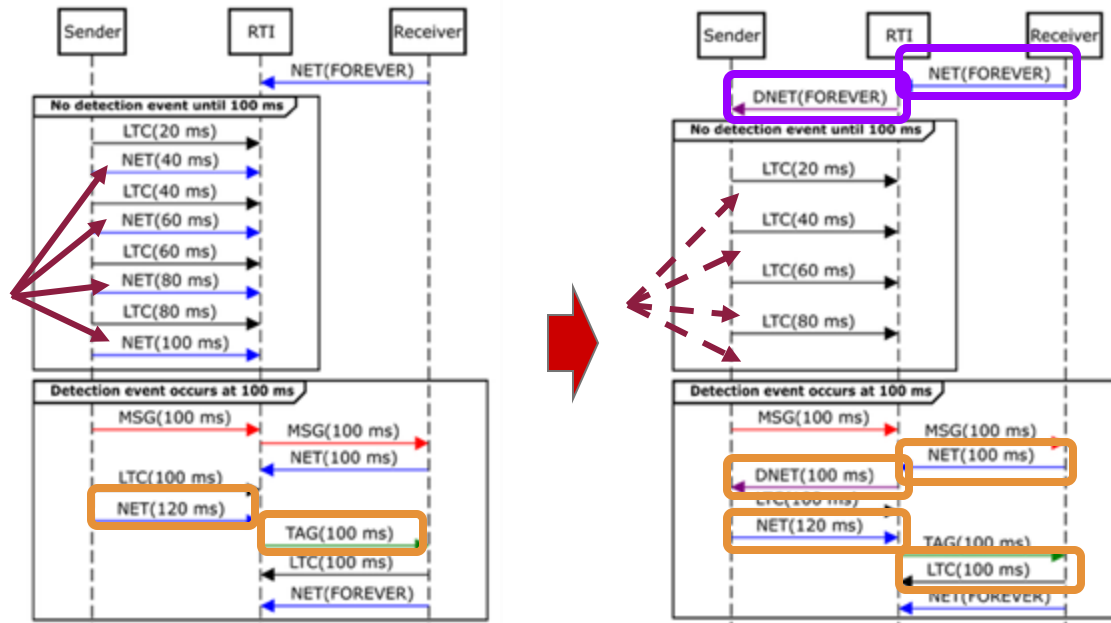 Sender
RTI
Receiver
NET(FOREVER)
No detection event until 100 ms
LTC(20 ms)
NET(40 ms)
LTC(40 ms)
NET(60 ms)
LTC(60 ms)
NET(80 ms)
LTC(80 ms)
NET(100 ms)
Detection event occurs at 100 ms
MSG(100 ms)
MSG(100 ms)
NET(100 ms)
LTC(100 ms)
NET(120 ms)
TAG(100 ms)
LTC(100 ms)
NET(FOREVER)
Sender
RTI
Receiver
NET(FOREVER)
DNET(FOREVER)
No detection event until 100 ms
LTC(20 ms)
LTC(40 ms)
LTC(60 ms)
LTC(80 ms)
Detection event occurs at 100 ms
MSG(100 ms)
MSG(100 ms)
NET(100 ms)
DNET(100 ms)
LTC(100 ms)
NET(120 ms)
TAG(100 ms)
LTC(100 ms)
NET(FOREVER)